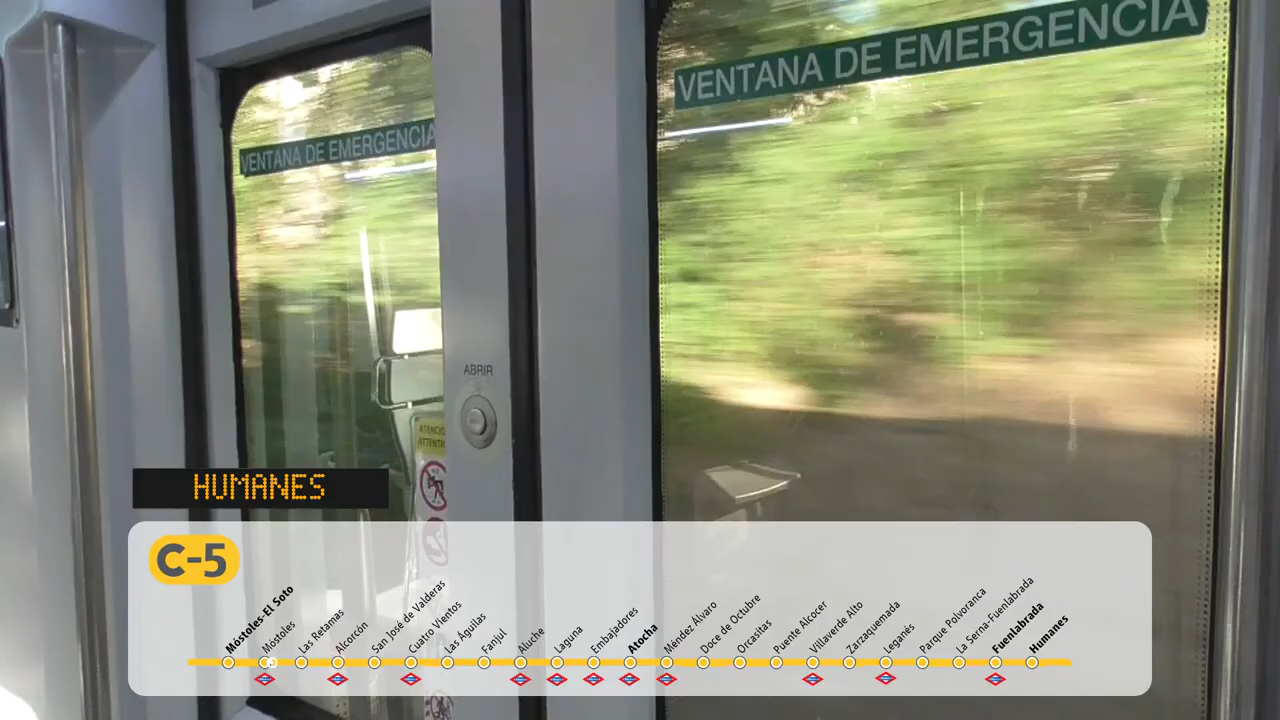 VENTANA DE EMERGENCIA
VENTANA DE EMERGENCIA
ABRIR
HUMANES
C-5
Móstoles-El Soto
Móstoles
Las Retamas
Alcorcón
San José de Valderas
Cuatro Vientos
Las Águilas
Fanjul
Aluche
Laguna
Embajadores
Atocha
Méndez Álvaro
Doce de Octubre
Orcasitas
Puente Alcocer
Villaverde Alto
Zarzaquemada
Leganés
Parque Polvoranca
La Serna-Fuenlabrada
Fuenlabrada
Humanes